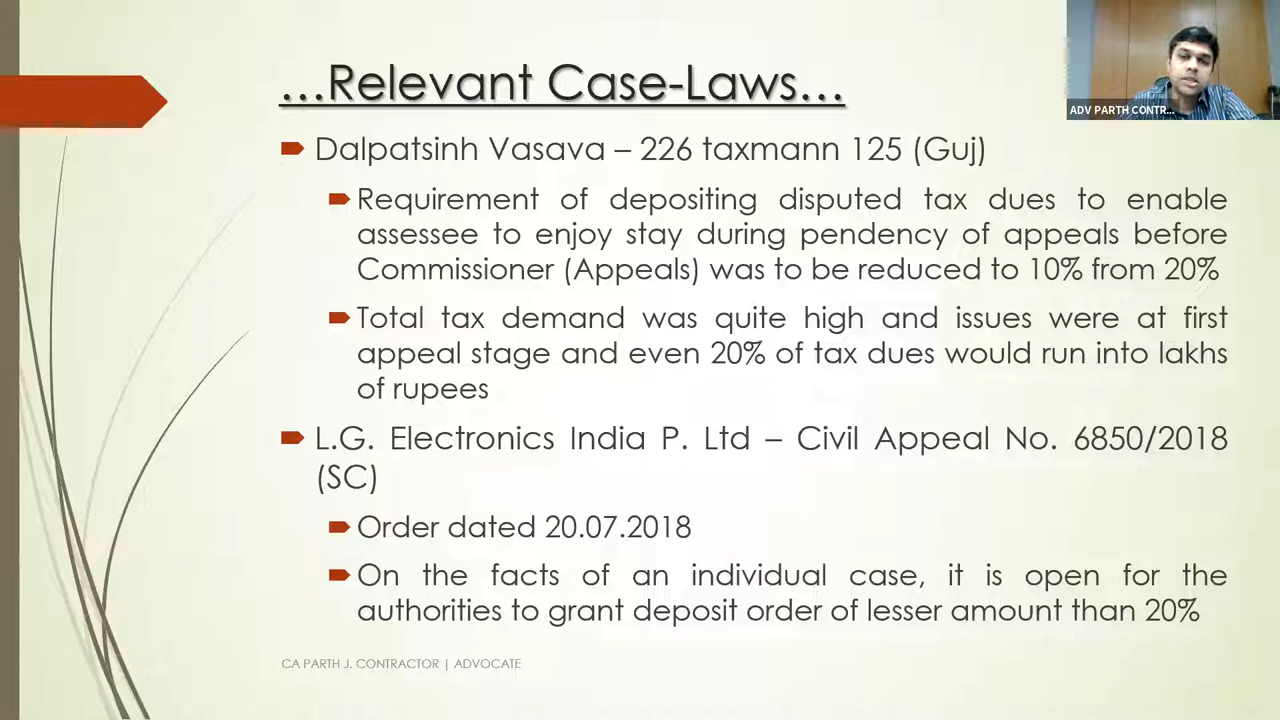 ...Relevant Case-Laws...
ADV PARTH CONTR...
Dalpatsinh Vasava – 226 taxmann 125 (Guj)
Requirement of depositing disputed tax dues to enable
assessee to enjoy stay during pendency of appeals before
Commissioner (Appeals) was to be reduced to 10% from 20%
Total tax demand was quite high and issues were at first
appeal stage and even 20% of tax dues would run into lakhs
of rupees
L.G. Electronics India P. Ltd – Civil Appeal No. 6850/2018
(SC)
Order dated 20.07.2018
On the facts of an individual case, it is open for the
authorities to grant deposit order of lesser amount than 20%
CA PARTH J. CONTRACTOR | ADVOCATE